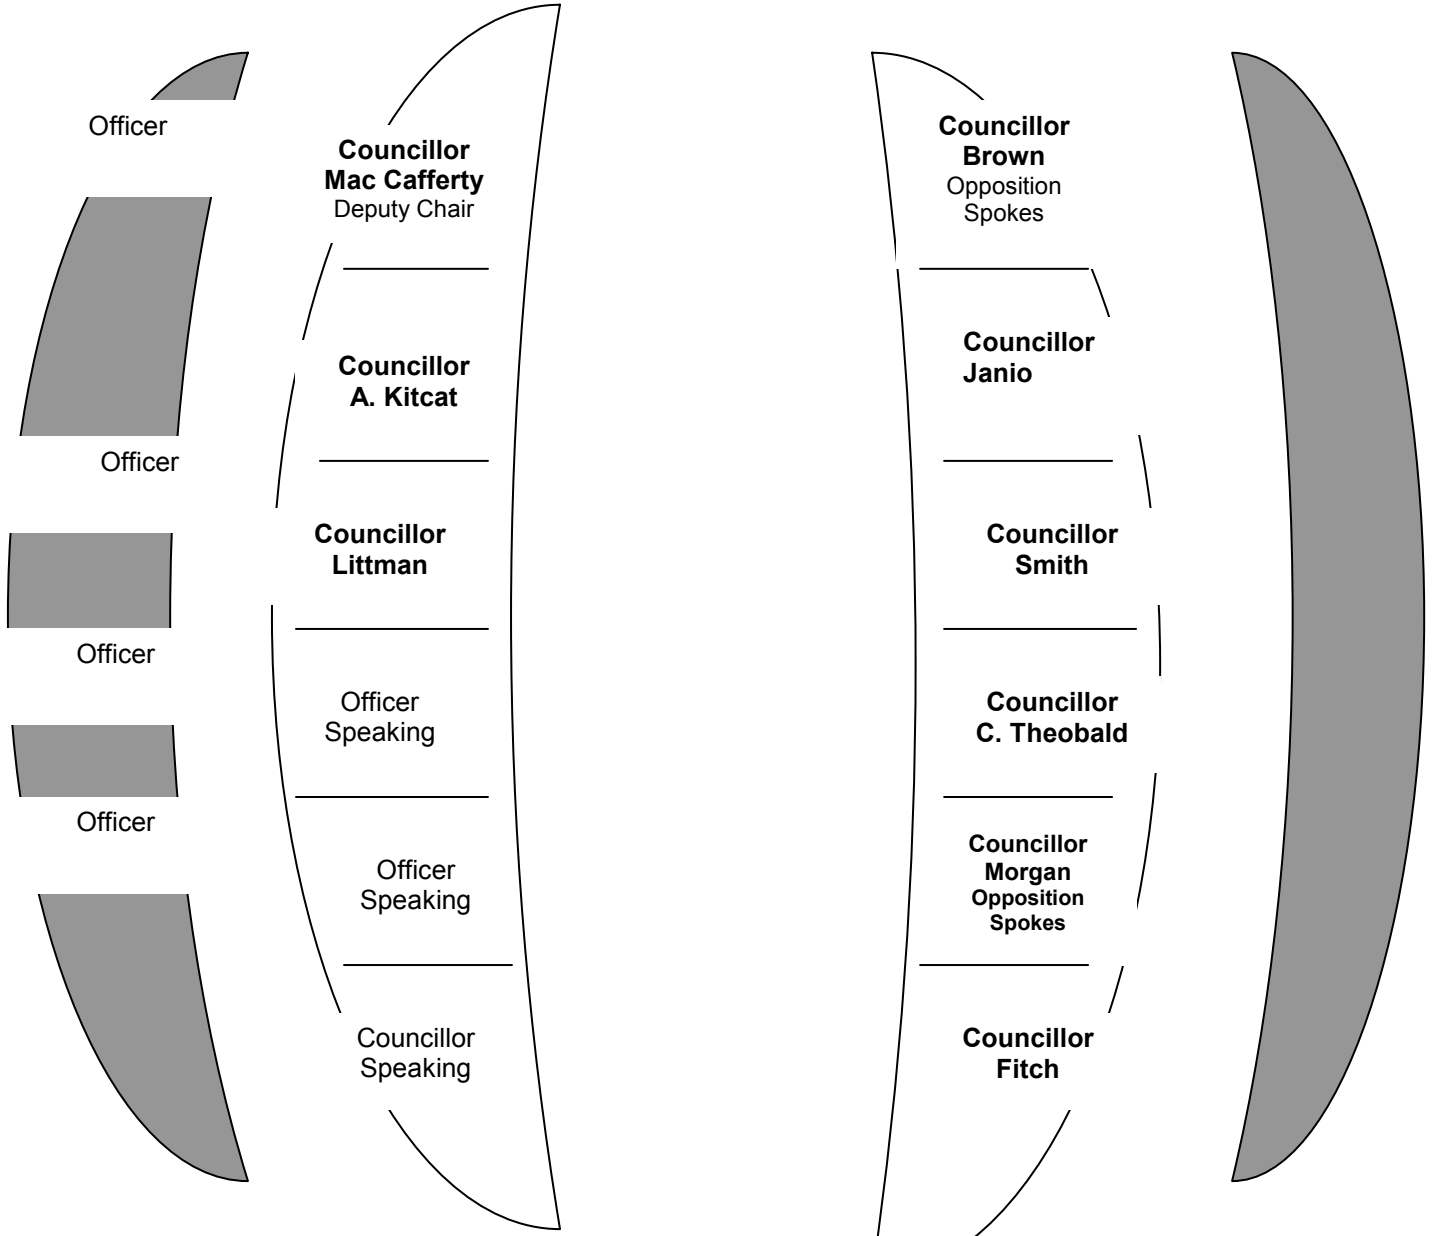 Officer
Officer
Officer
Officer
Councillor
Mac Cafferty
Deputy Chair
Councillor
A. Kitcat
Councillor
Littman
Officer
Speaking
Officer
Speaking
Councillor
Speaking
Councillor
Brown
Opposition
Spokes
Councillor
Janio
Councillor
Smith
Councillor
C. Theobald
Councillor
Morgan
Opposition
Spokes
Councillor
Fitch